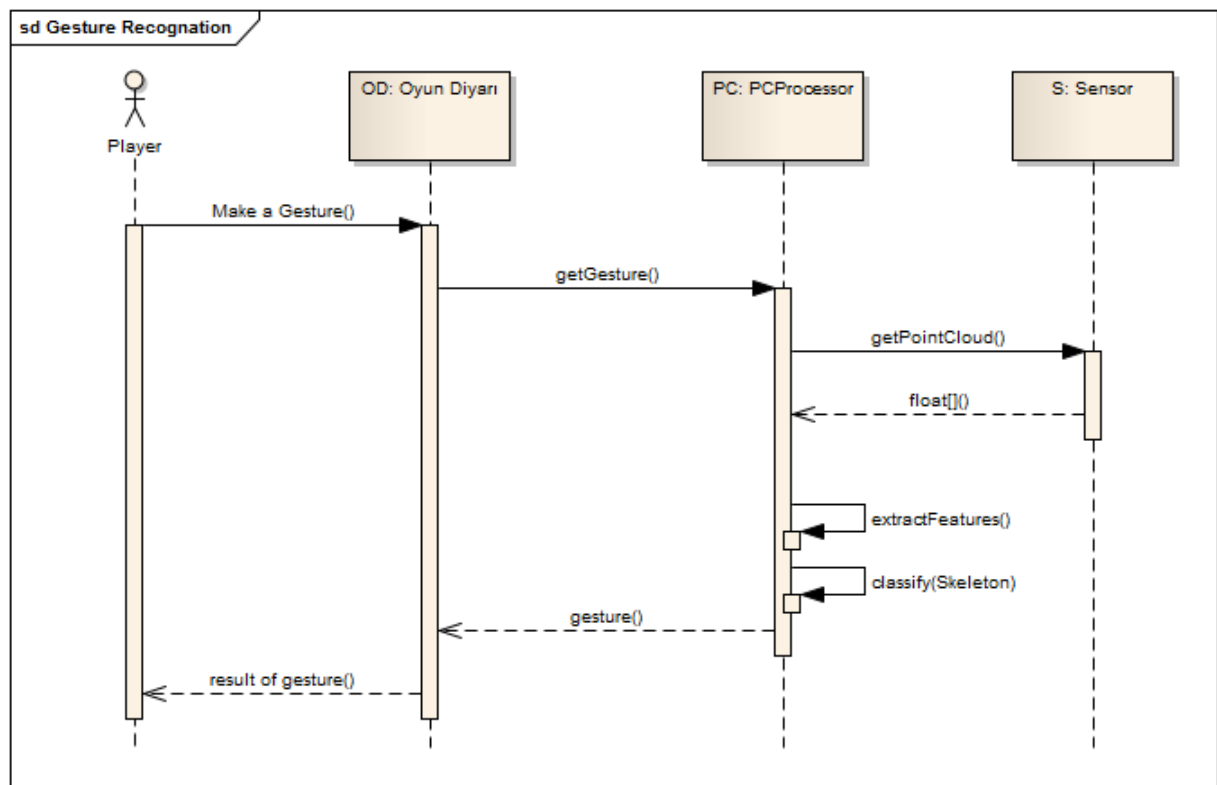 sd Gesture Recognation
Player
OD: Oyun Diyarı
PC: PCProcessor
S: Sensor
Make a Gesture()
getGesture()
getPointCloud()
float[]()
extractFeatures()
classify(Skeleton)
gesture()
result of gesture()